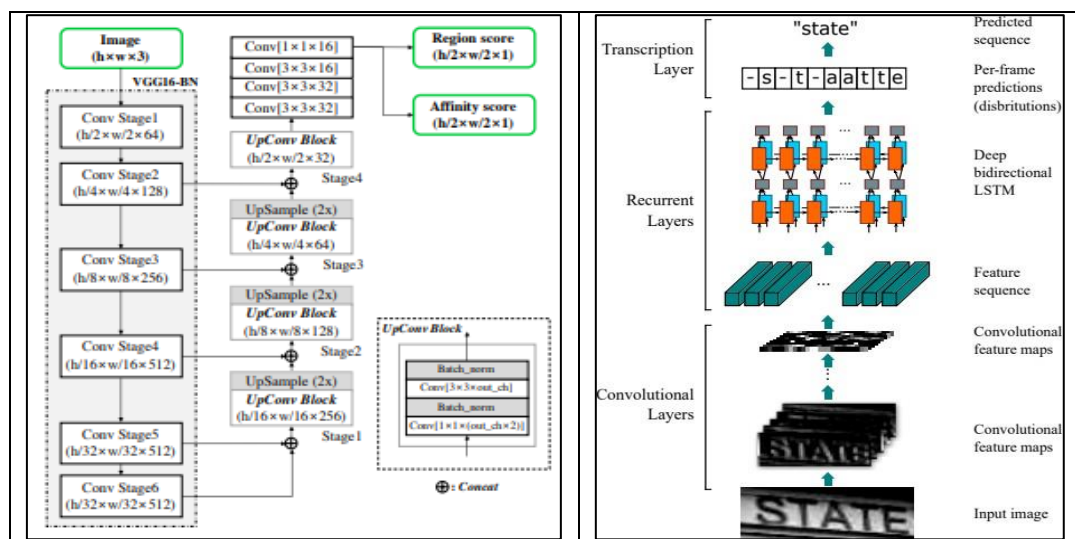 Image
(h×w×3)
VGG16-BN
Conv Stage1
(h/2×w/2×64)
Conv Stage2
(h/4×w/4×128)
Conv Stage3
(h/8×w/8×256)
Conv Stage4
(h/16×w/16×512)
Conv Stage5
(h/32×w/32×512)
Conv Stage6
(h/32×w/32×512)
Conv[1×1×16]
Conv[3×3×16]
Conv[3×3×32]
Conv[3×3×32]
UpConv Block
(h/2×w/2×32)
Stage4
UpSample (2x)
UpConv Block
(h/4×w/4×64)
Stage3
UpSample (2x)
UpConv Block
(h/8×w/8×128)
Stage2
UpSample (2x)
UpConv Block
(h/16×w/16×256)
Stage1
Region score
(h/2×w/2×1)
Affinity score
(h/2×w/2×1)
UpConv Block
Batch_norm
Conv[3×3×out_ch]
Batch_norm
Conv[1×1×(out_ch×2)]
⊕: Concat
Transcription
Layer
"state"
Predicted
sequence
-s-t-aatte
Per-frame
predictions
(disbritutions)
Recurrent
Layers
Deep
bidirectional
LSTM
Feature
sequence
Convolutional
Layers
Convolutional
feature maps
STATE
Convolutional
feature maps
STATE
Input image